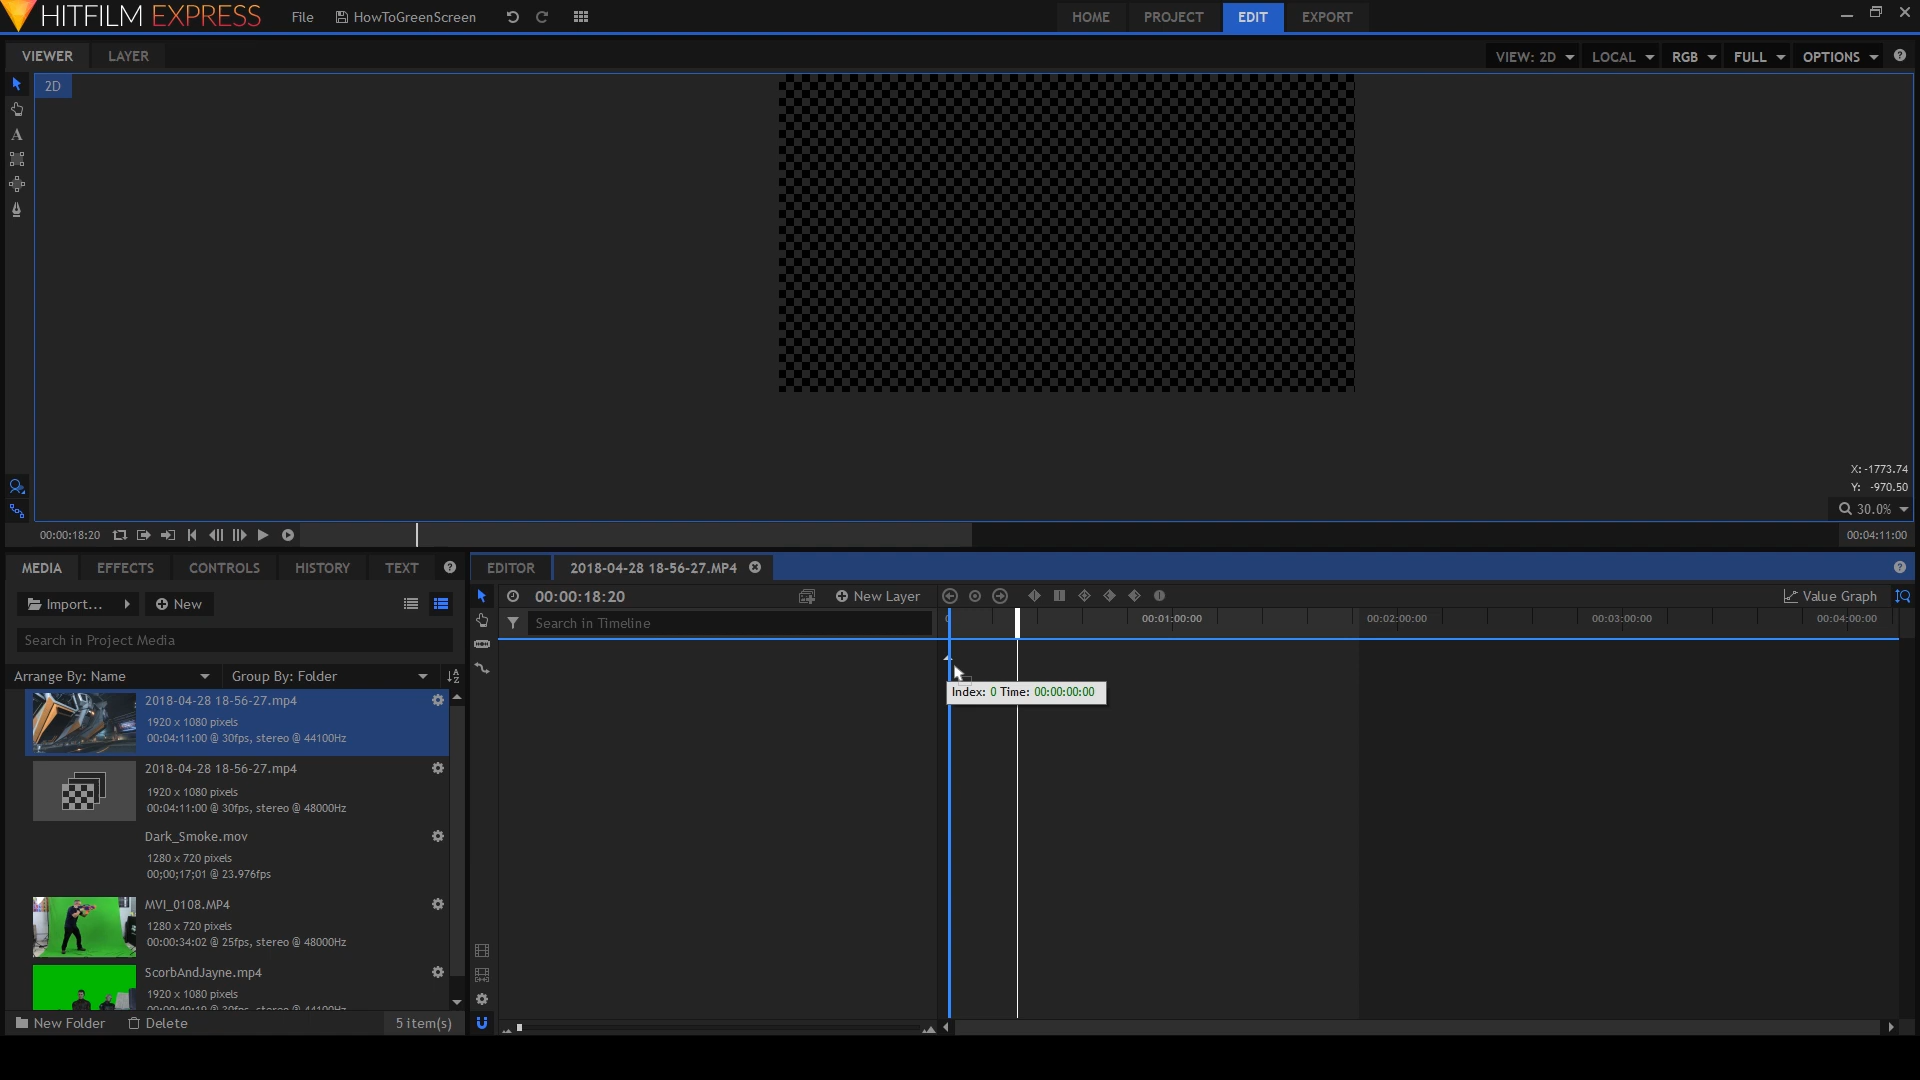 HITFILM EXPRESS
File
HowToGreenScreen
HOME
PROJECT
EDIT
EXPORT
VIEWER
LAYER
VIEW: 2D
LOCAL
RGB
FULL
OPTIONS
2D
A
X: -1773.74
Y: -970.50
30.0%
00:00:18:20
00:04:11:00
MEDIA
EFFECTS
CONTROLS
HISTORY
TEXT
EDITOR
2018-04-28 18-56-27.MP4
Import...
New
00:00:18:20
New Layer
Value Graph
Search in Timeline
0
00:01:00:00
00:02:00:00
00:03:00:00
00:04:00:00
Search in Project Media
Arrange By: Name
Group By: Folder
Index: 0 Time: 00:00:00:00
2018-04-28 18-56-27.mp4
1920 x 1080 pixels
00:04:11:00 @ 30fps, stereo @ 44100Hz
2018-04-28 18-56-27.mp4
1920 x 1080 pixels
00:04:11:00 @ 30fps, stereo @ 48000Hz
Dark_Smoke.mov
1280 x 720 pixels
00;00;17;01 @ 23.976fps
MVI_0108.MP4
1280 x 720 pixels
00:00:34:02 @ 25fps, stereo @ 48000Hz
ScorbAndJayne.mp4
1920 x 1080 pixels
New Folder
Delete
5 item(s)